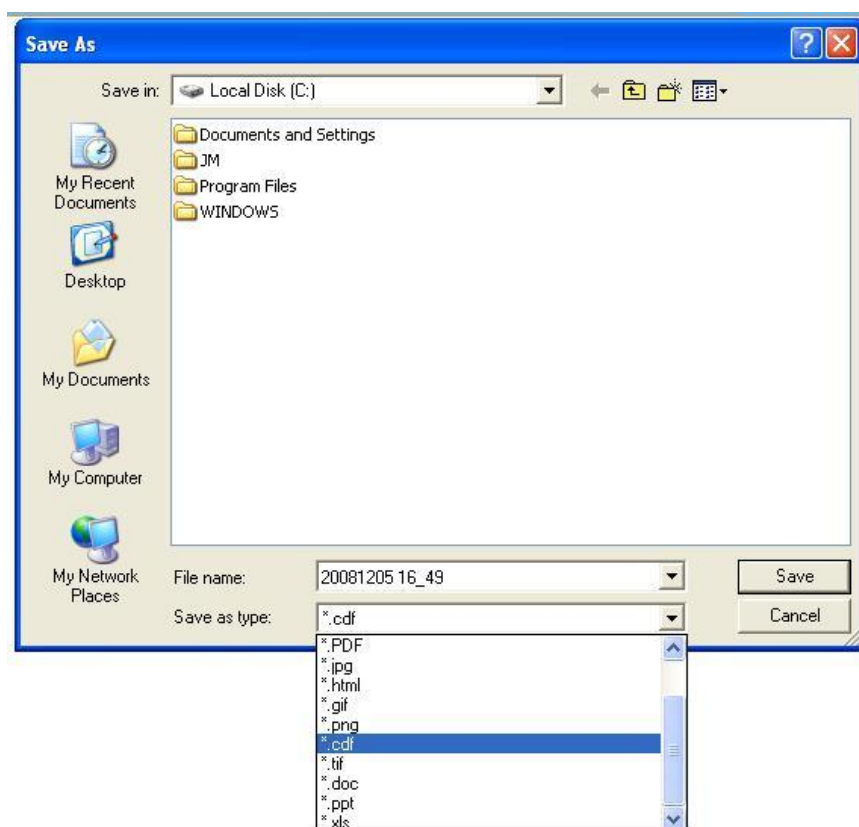 Save As
Save in:
Local Disk (C:)
Documents and Settings
JM
Program Files
WINDOWS
My Recent
Documents
Desktop
My Documents
My Computer
My Network
Places
File name:
20081205 16_49
Save
Save as type:
*.cdf
Cancel
*.PDF
*.jpg
*.html
*.gif
*.png
*.cdf
*.tif
*.doc
*.ppt
*.xls